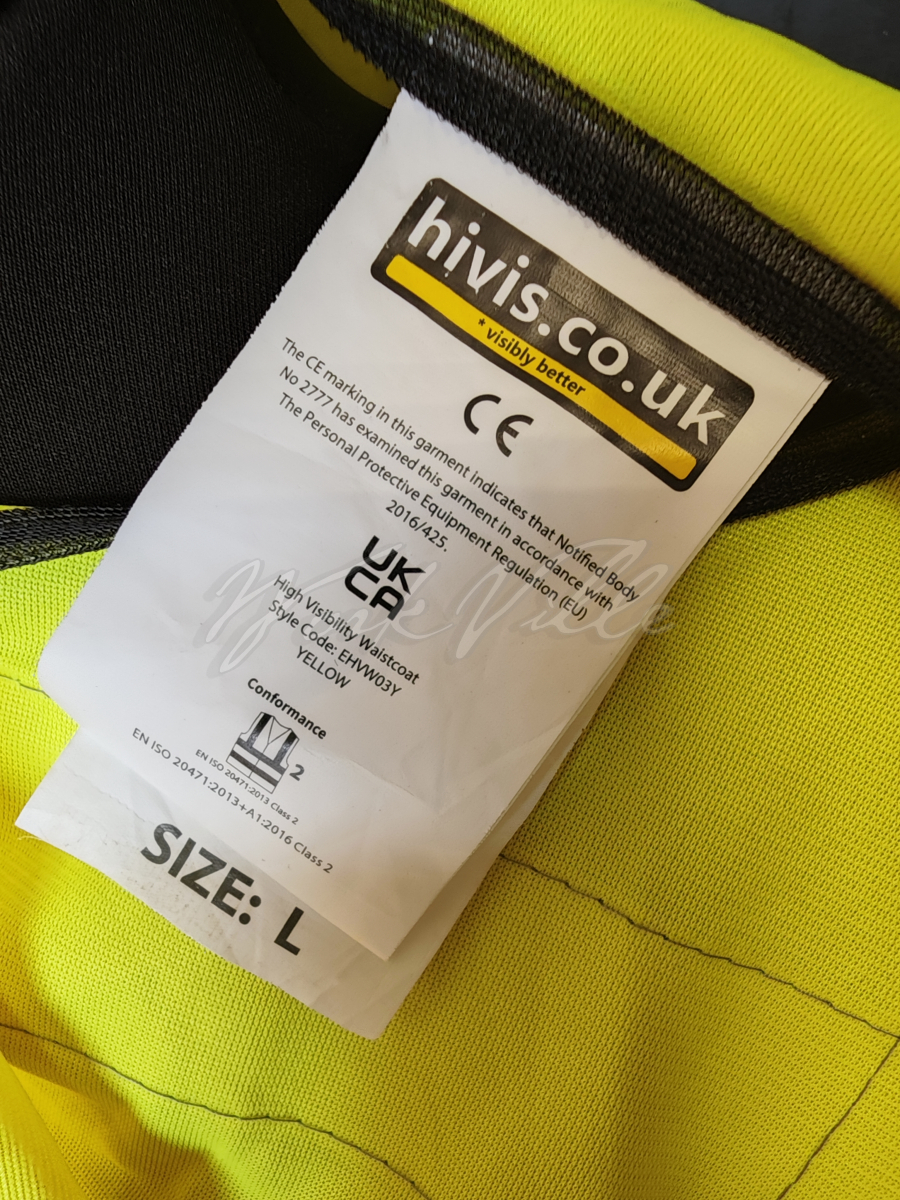 hivis.co.uk
* visibly better
CE
The CE marking in this garment indicates that Notified Body
No 2777 has examined this garment in accordance with
The Personal Protective Equipment Regulation (EU)
2016/425.
UK
CA
High Visibility Waistcoat
Style Code: EHVW03Y
YELLOW
Conformance
2
EN ISO 20471:2013 Class 2
EN ISO 20471:2013+A1:2016 Class 2
SIZE: L
Work Ville